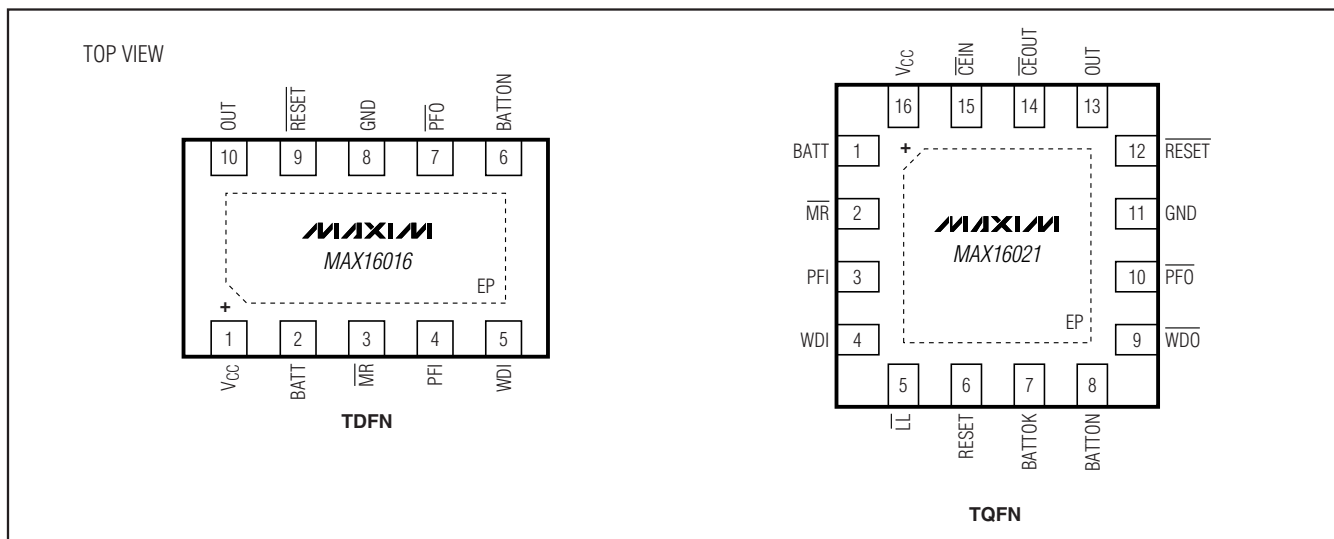 TOP VIEW
OUT
RESET
GND
PFO
BATTON
10
9
8
7
6
MAXIM
MAX16016
EP
+
1
2
3
4
5
VCC
BATT
MR
PFI
WDI
TDFN
VCC
CEIN
CEOUT
OUT
16
15
14
13
BATT
1
+
12
RESET
MR
2
11
GND
MAXIM
MAX16021
PFI
3
10
PFO
EP
WDI
4
9
WDO
5
6
7
8
LL
RESET
BATTOK
BATTON
TQFN